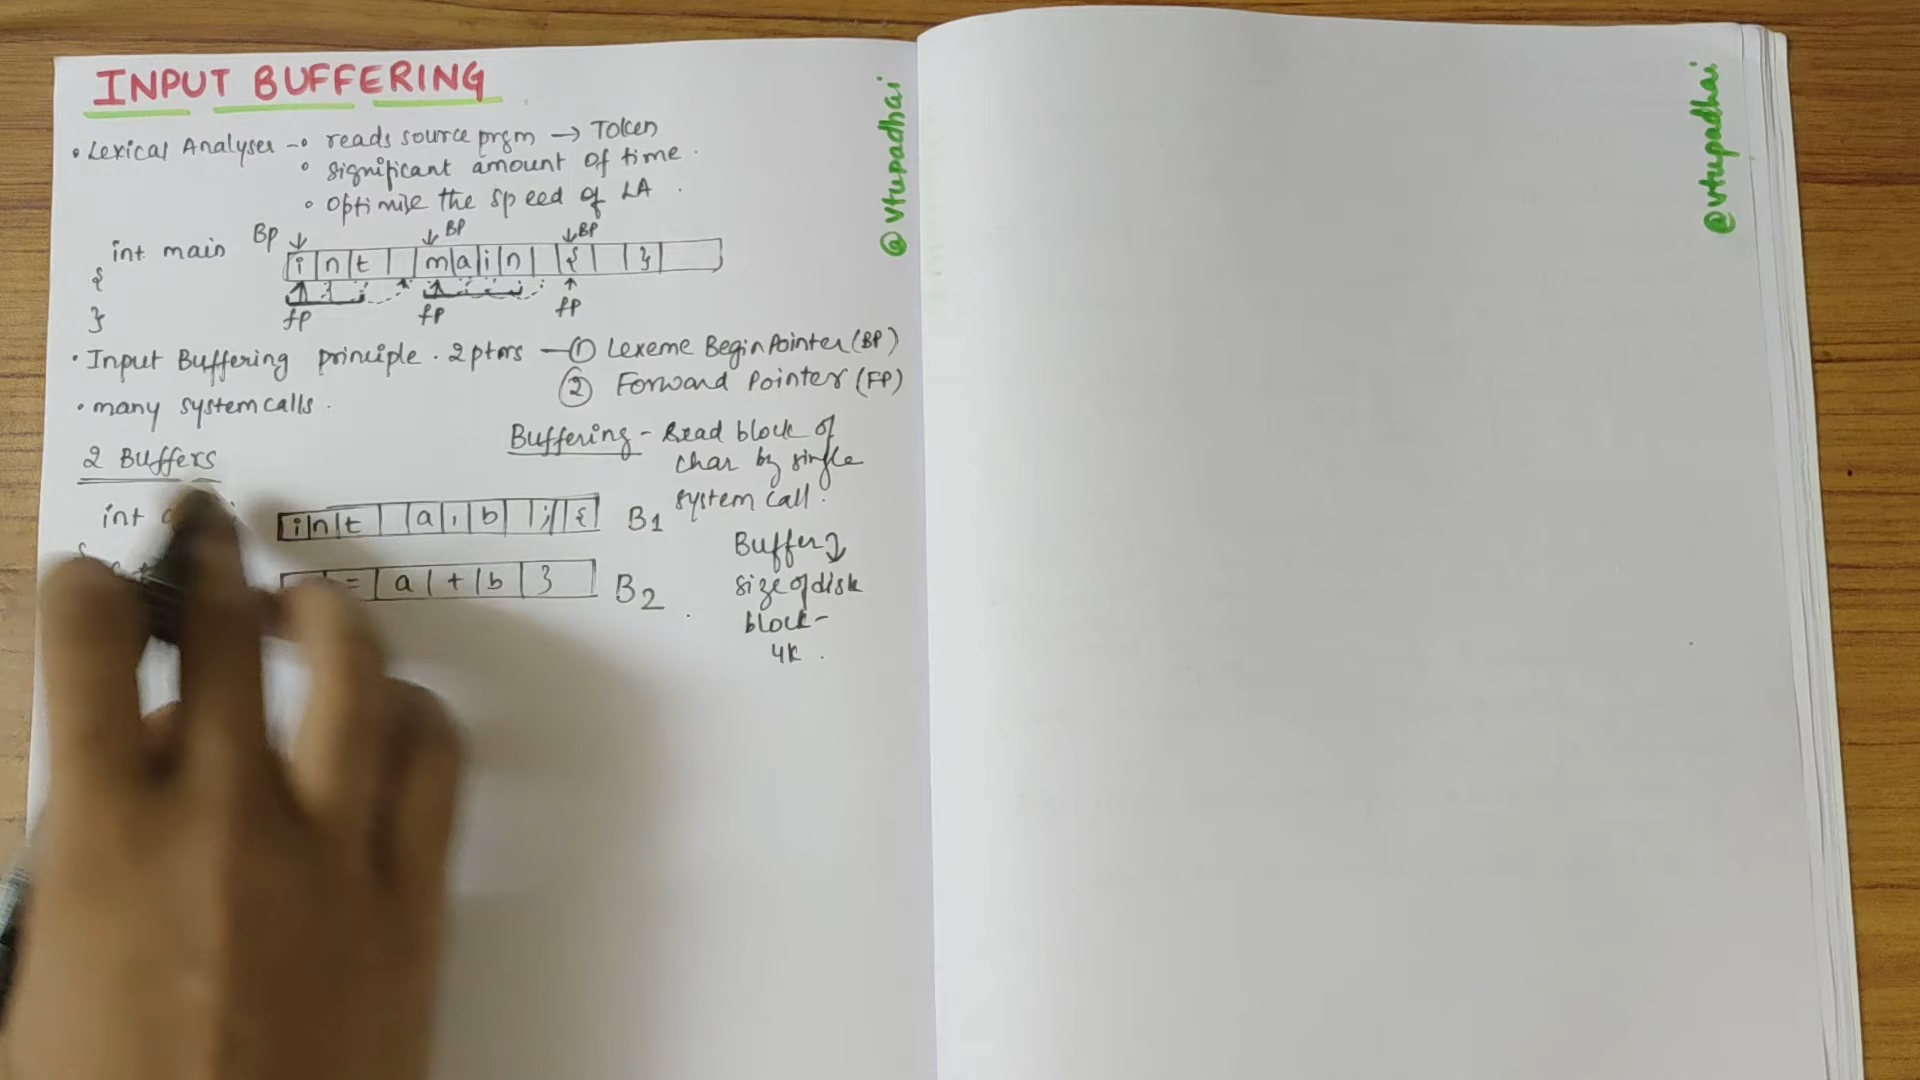 INPUT BUFFERING
• Lexical Analyser - • reads source prgm → Token
• significant amount of time.
• optimise the speed of LA.
int main
{
}
BP BP BP
i n t m a i n { }
fP fP fP
• Input Buffering principle. 2 ptrs — ① Lexeme Begin Pointer (BP)
② Forward Pointer (FP)
• many system calls.
Buffering - Read block of
char by single
system call.
2 Buffers
int
i n t a , b ; { B1
= a + b } B2
Buffer
size of disk
block-
4K.
@vtupadhai
@vtupadhai